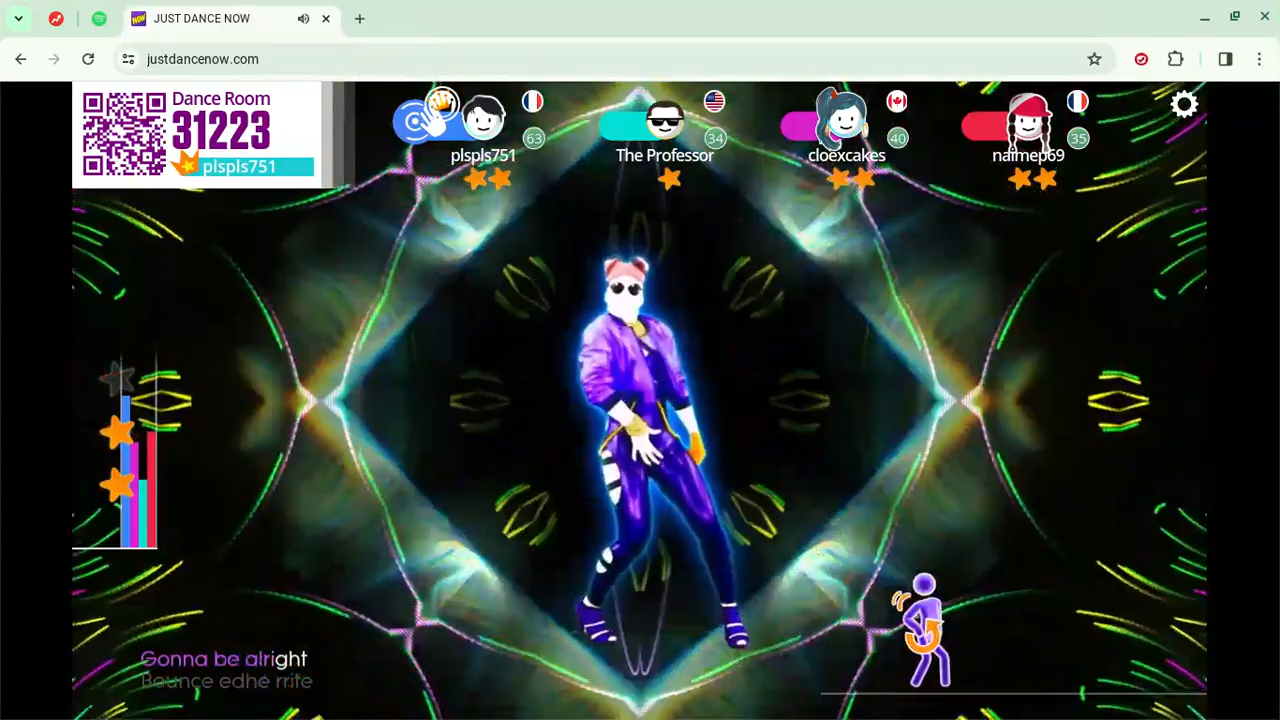 JUST DANCE NOW
justdancenow.com
Dance Room
31223
plspls751
63
plspls751
34
The Professor
40
cloexcakes
35
naimep69
Gonna be alright
Bounce edhé rrite